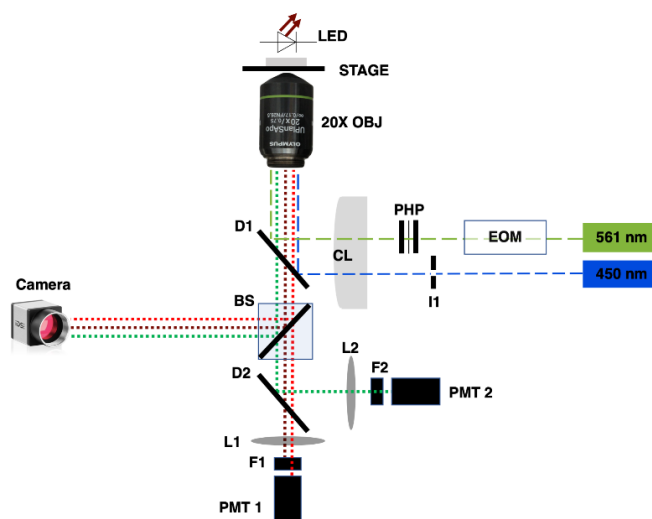 LED
STAGE
20X OBJ
UPlanSApo
20x / 0.75
OLYMPUS
D1
PHP
EOM
561 nm
CL
450 nm
I1
Camera
BS
L2
D2
F2
PMT 2
L1
F1
PMT 1